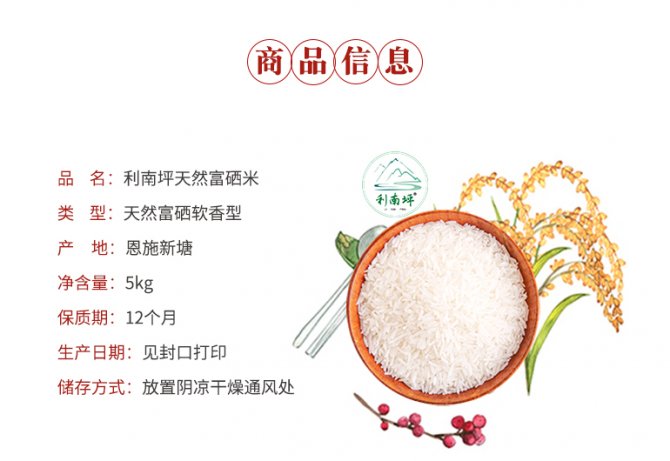 商品信息
品 名：利南坪天然富硒米
类 型：天然富硒软香型
产 地：恩施新塘
净含量：5kg
保质期：12个月
生产日期：见封口打印
储存方式：放置阴凉干燥通风处
利南坪